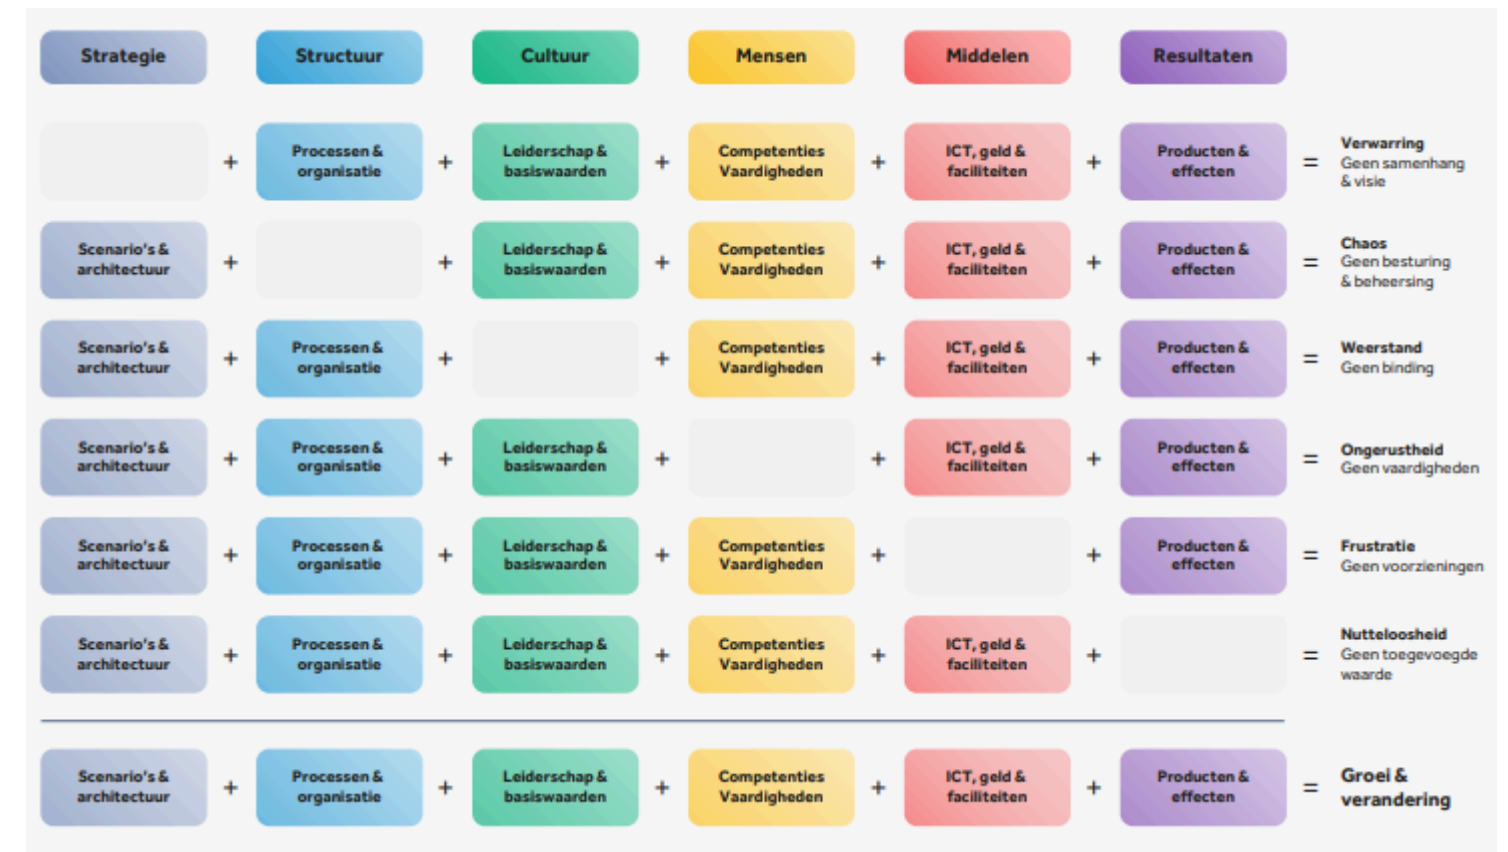 Strategie
Structuur
Cultuur
Mensen
Middelen
Resultaten
+
Processen &
organisatie
+
Leiderschap &
basiswaarden
+
Competenties
Vaardigheden
+
ICT, geld &
faciliteiten
+
Producten &
effecten
=
Verwarring
Geen samenhang
& visie
Scenario's &
architectuur
+
+
Leiderschap &
basiswaarden
+
Competenties
Vaardigheden
+
ICT, geld &
faciliteiten
+
Producten &
effecten
=
Chaos
Geen besturing
& beheersing
Scenario's &
architectuur
+
Processen &
organisatie
+
+
Competenties
Vaardigheden
+
ICT, geld &
faciliteiten
+
Producten &
effecten
=
Weerstand
Geen binding
Scenario's &
architectuur
+
Processen &
organisatie
+
Leiderschap &
basiswaarden
+
+
ICT, geld &
faciliteiten
+
Producten &
effecten
=
Ongerustheid
Geen vaardigheden
Scenario's &
architectuur
+
Processen &
organisatie
+
Leiderschap &
basiswaarden
+
Competenties
Vaardigheden
+
+
Producten &
effecten
=
Frustratie
Geen voorzieningen
Scenario's &
architectuur
+
Processen &
organisatie
+
Leiderschap &
basiswaarden
+
Competenties
Vaardigheden
+
ICT, geld &
faciliteiten
+
=
Nutteloosheid
Geen toegevoegde
waarde
Scenario's &
architectuur
+
Processen &
organisatie
+
Leiderschap &
basiswaarden
+
Competenties
Vaardigheden
+
ICT, geld &
faciliteiten
+
Producten &
effecten
=
Groei &
verandering